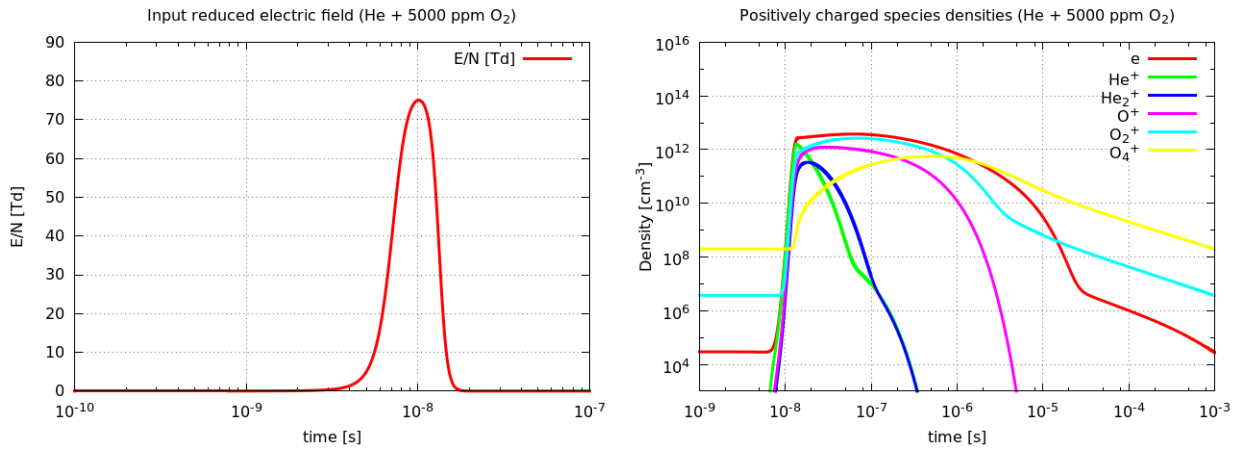 Input reduced electric field (He + 5000 ppm O₂)
E/N [Td]
90
80
70
60
50
40
30
20
10
0
E/N [Td]
10⁻¹⁰
10⁻⁹
10⁻⁸
10⁻⁷
time [s]
Positively charged species densities (He + 5000 ppm O₂)
Density [cm⁻³]
10¹⁶
10¹⁴
10¹²
10¹⁰
10⁸
10⁶
10⁴
e
He⁺
He₂⁺
O⁺
O₂⁺
O₄⁺
10⁻⁹
10⁻⁸
10⁻⁷
10⁻⁶
10⁻⁵
10⁻⁴
10⁻³
time [s]